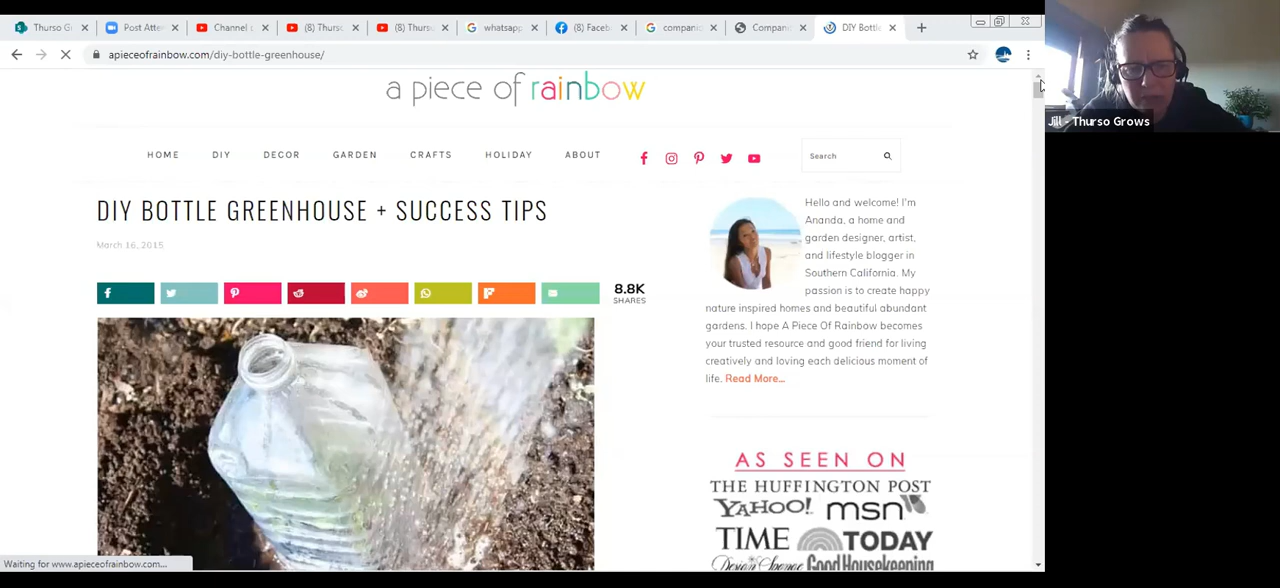 Thurso G
Post Atte
Channel
(8) Thurs
(8) Thurs
whatsapp
(8) Faceb
companio
Compani
DIY Bottl
apieceofrainbow.com/diy-bottle-greenhouse/
Jill - Thurso Grows
a piece of rainbow
HOME DIY DECOR GARDEN CRAFTS HOLIDAY ABOUT
Search
DIY BOTTLE GREENHOUSE + SUCCESS TIPS
March 16, 2015
8.8K
SHARES
Hello and welcome! I'm
Ananda, a home and
garden designer, artist,
and lifestyle blogger in
Southern California. My
passion is to create happy
nature inspired homes and beautiful abundant
gardens. I hope A Piece Of Rainbow becomes
your trusted resource and good friend for living
creatively and loving each delicious moment of
life. Read More...
AS SEEN ON
THE HUFFINGTON POST
YAHOO! msn
TIME TODAY
Design Sponge GoodHousekeeping
Waiting for www.apieceofrainbow.com...